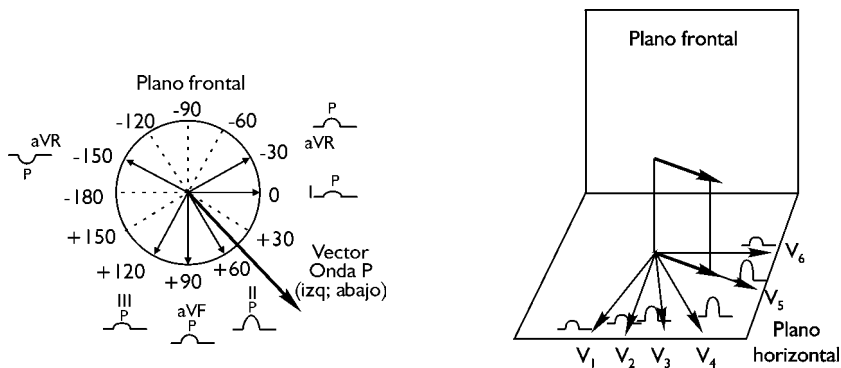 Plano frontal
-90
-120
-60
P
aVR
aVR
-150
-30
P
P
-180
0
I
+150
+30
+120
+60
+90
Vector
Onda P
(izq; abajo)
III
P
aVF
P
II
P
Plano frontal
V6
V5
Plano
horizontal
V1
V2
V3
V4